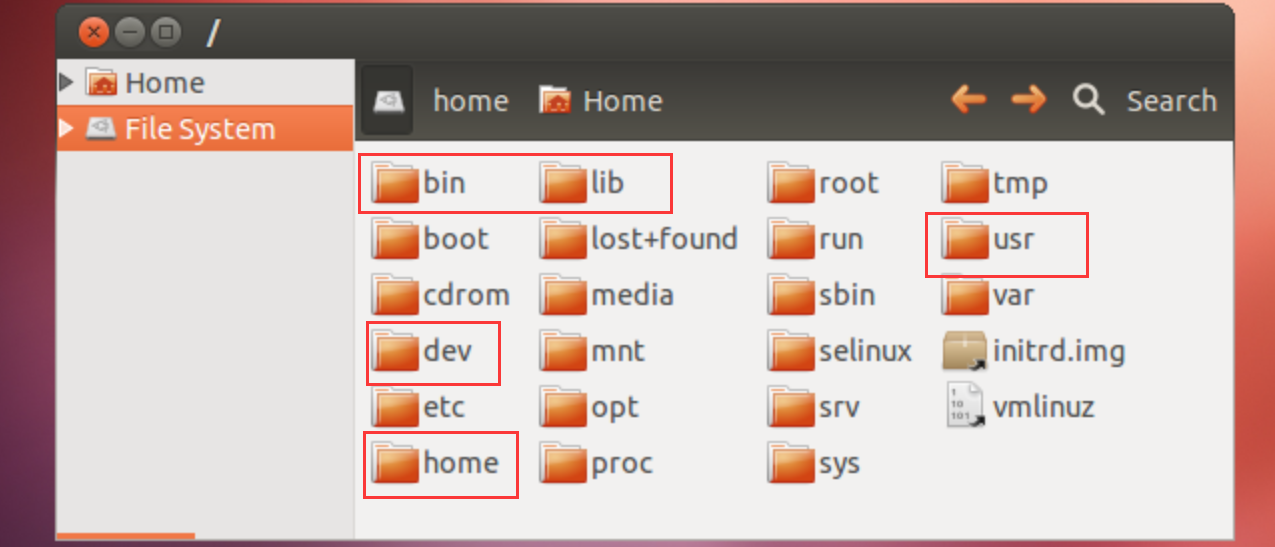 /
Home
File System
home Home Search
bin lib root tmp
boot lost+found run usr
cdrom media sbin var
dev mnt selinux initrd.img
etc opt srv vmlinuz
home proc sys